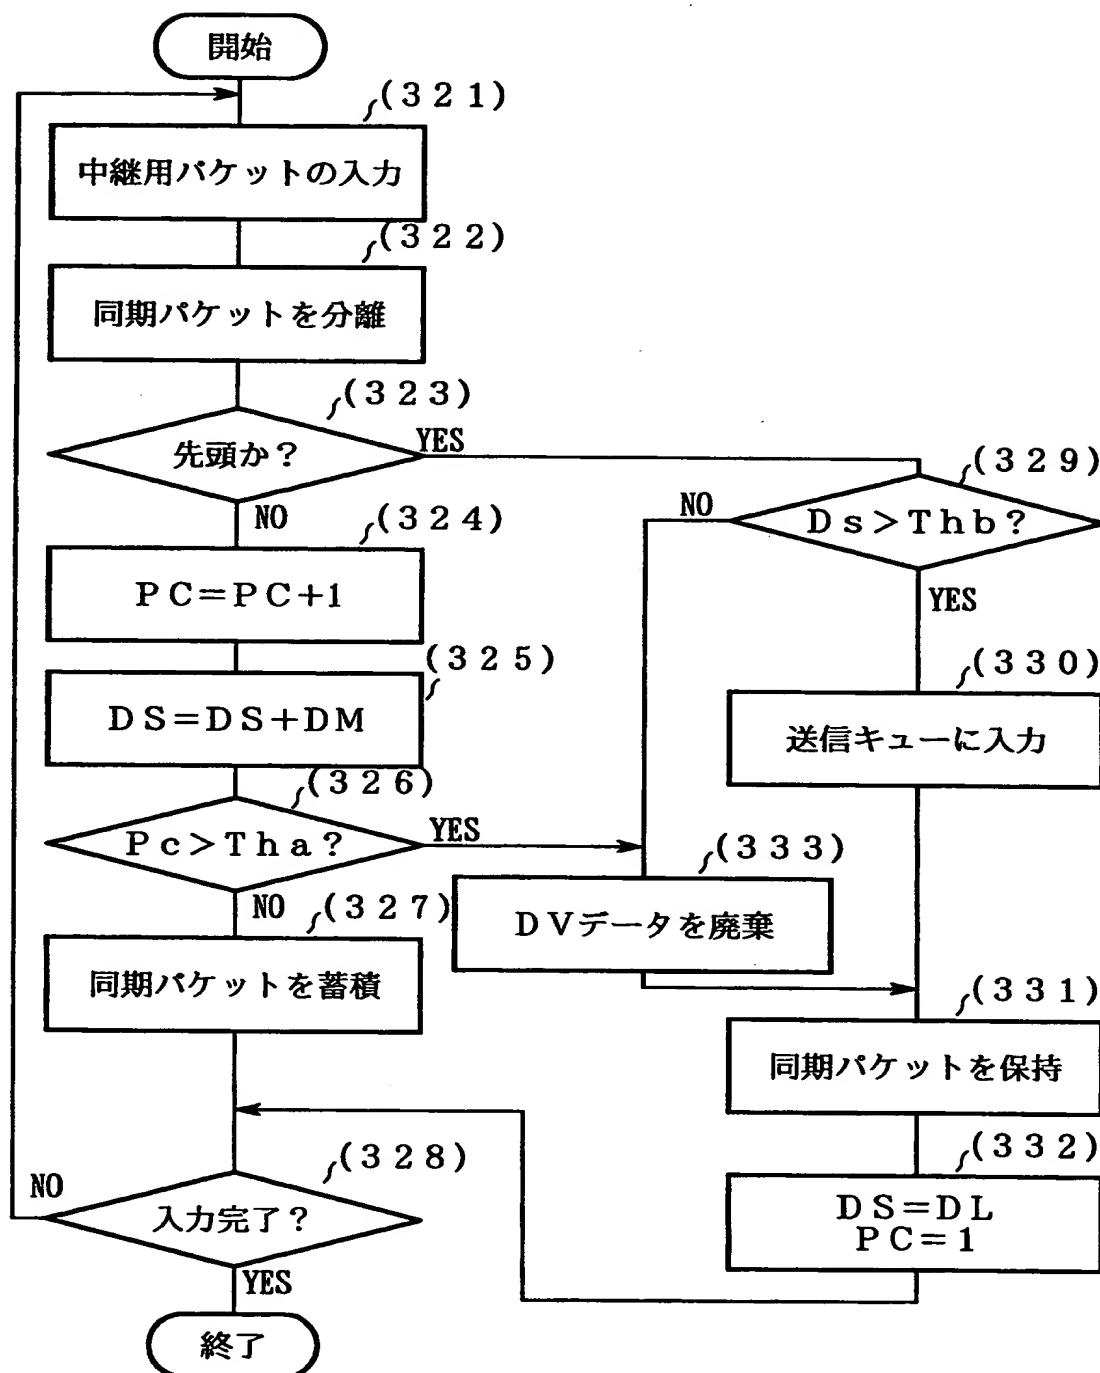 開始
(321)
中継用パケットの入力
(322)
同期パケットを分離
(323)
先頭か？
YES
NO
(324)
PC=PC+1
(325)
DS=DS+DM
(326)
Pc>Tha?
YES
NO
(327)
同期パケットを蓄積
(328)
入力完了？
NO
YES
終了
(329)
Ds>Thb?
NO
YES
(330)
送信キューに入力
(333)
DVデータを廃棄
(331)
同期パケットを保持
(332)
DS=DL
PC=1